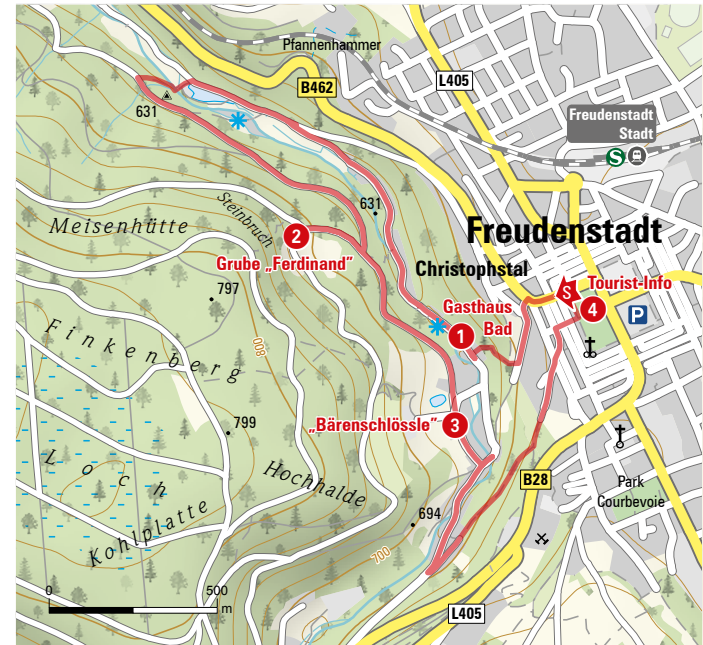 Pfannenhammer
L405
B462
Freudenstadt
Stadt
S
631
Steinbruch
631
Meisenhütte
2
Freudenstadt
Grube „Ferdinand“
Christophstal
Tourist-Info
S
4
797
Gasthaus
Bad
1
P
Finkenberg
800
799
„Bärenschlössle“
3
Loch
Hochhalde
B28
Park
Courbevoie
Kohlplatte
694
700
0
500
m
L405